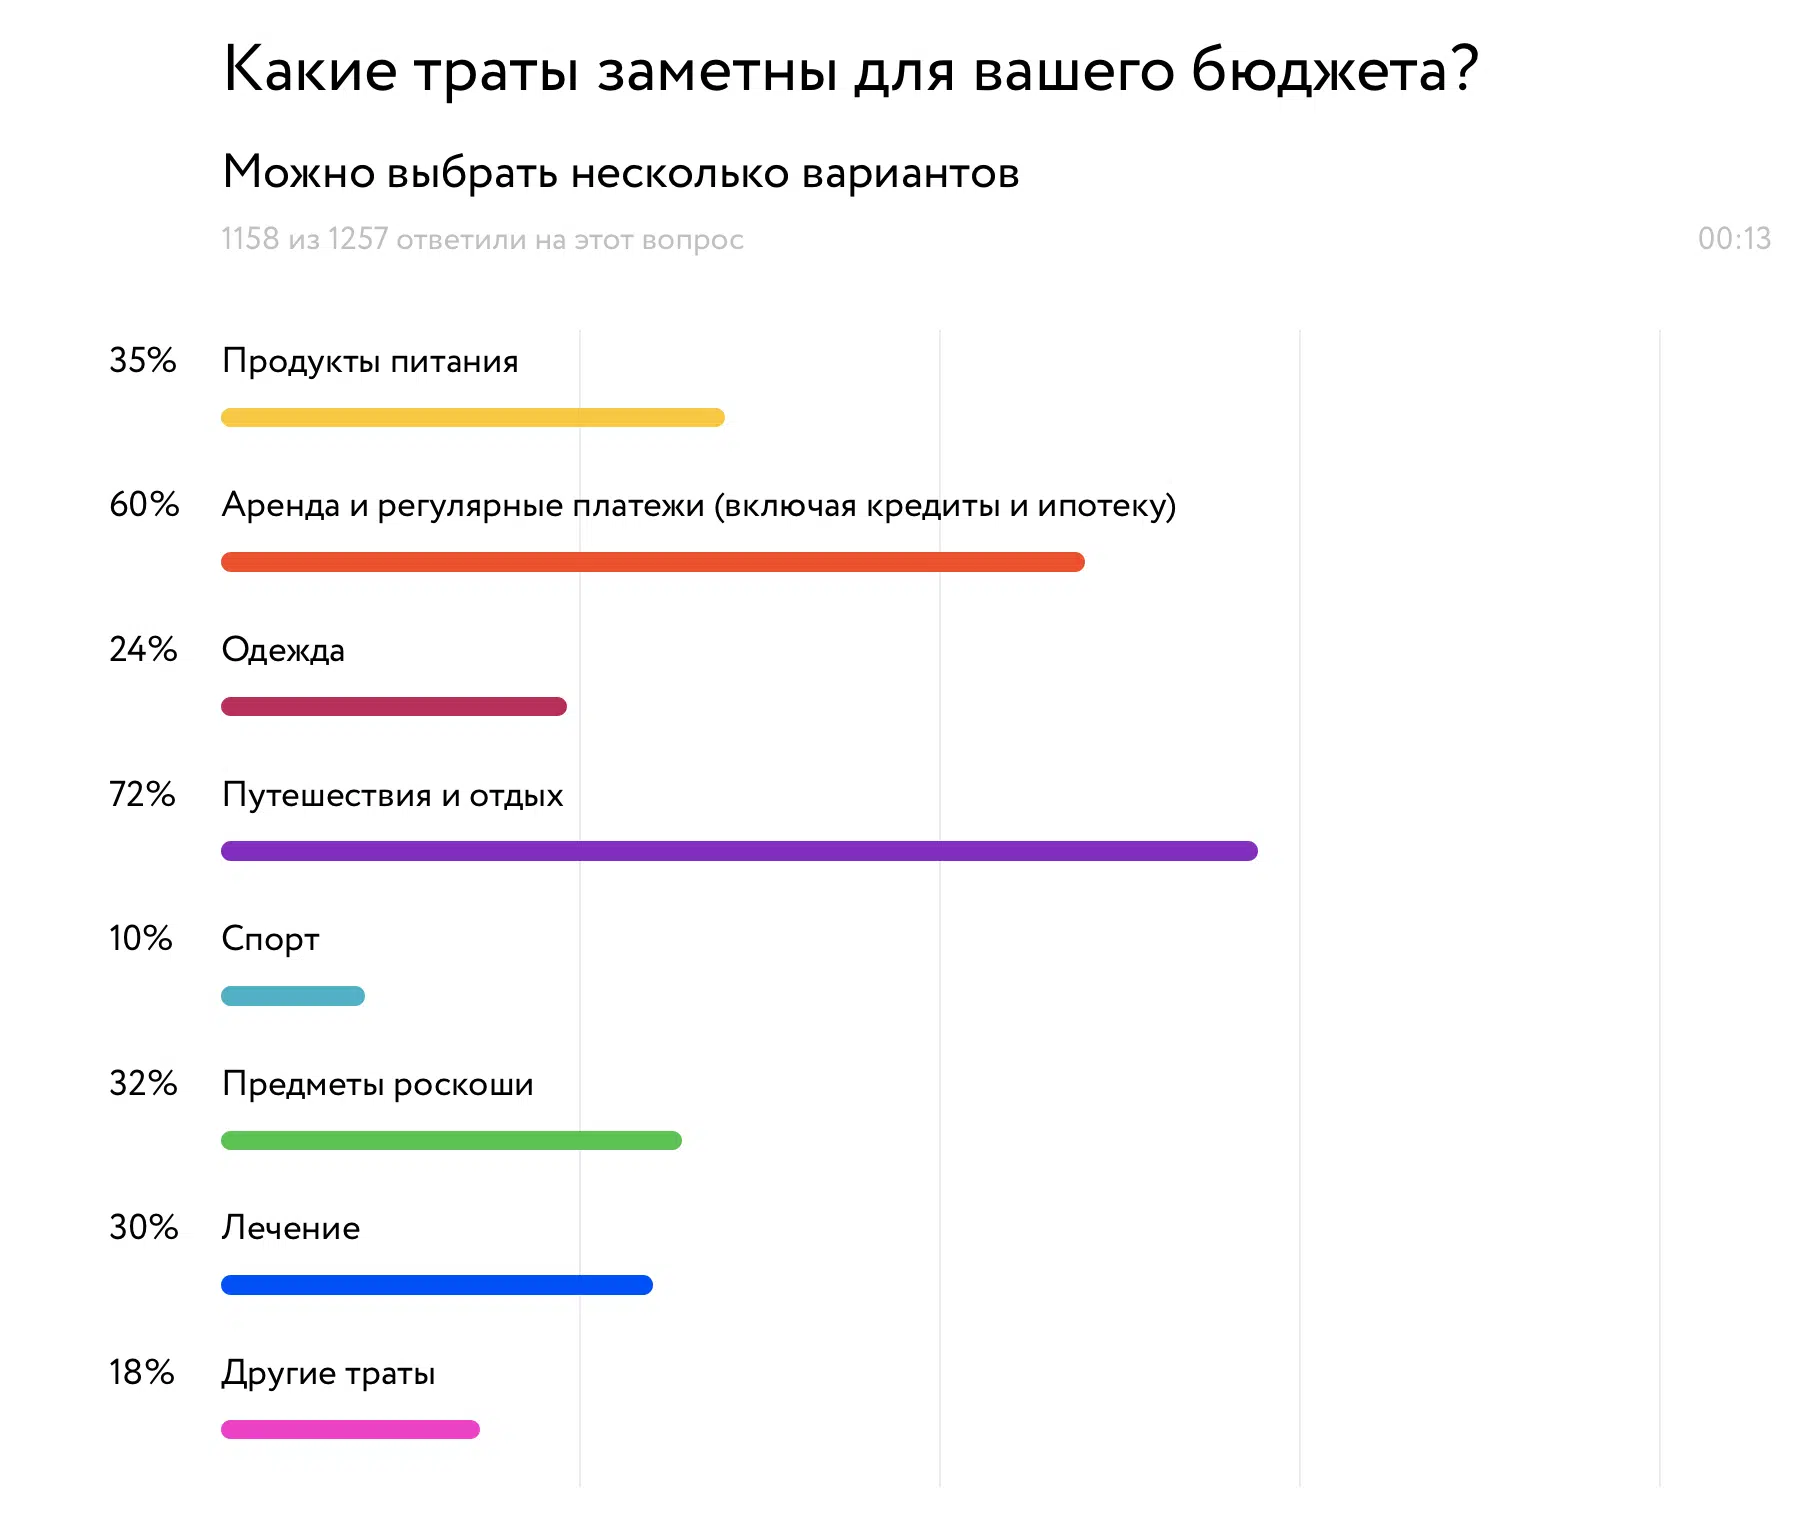 Какие траты заметны для вашего бюджета?
Можно выбрать несколько вариантов
1158 из 1257 ответили на этот вопрос 00:13
35% Продукты питания
60% Аренда и регулярные платежи (включая кредиты и ипотеку)
24% Одежда
72% Путешествия и отдых
10% Спорт
32% Предметы роскоши
30% Лечение
18% Другие траты